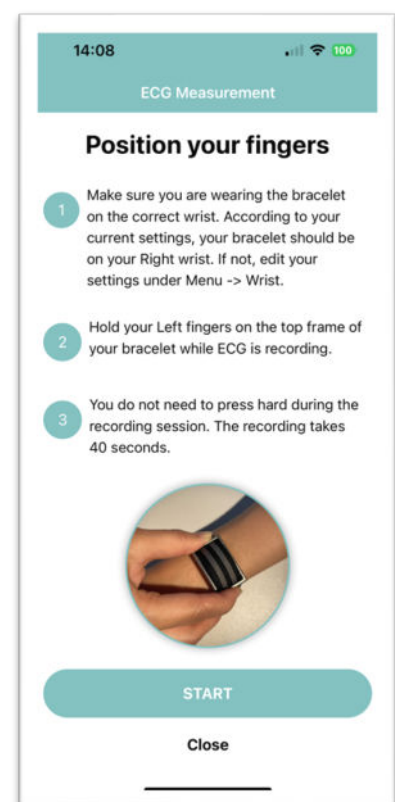 14:08
100
ECG Measurement
Position your fingers
1
Make sure you are wearing the bracelet
on the correct wrist. According to your
current settings, your bracelet should be
on your Right wrist. If not, edit your
settings under Menu -> Wrist.
2
Hold your Left fingers on the top frame of
your bracelet while ECG is recording.
3
You do not need to press hard during the
recording session. The recording takes
40 seconds.
START
Close